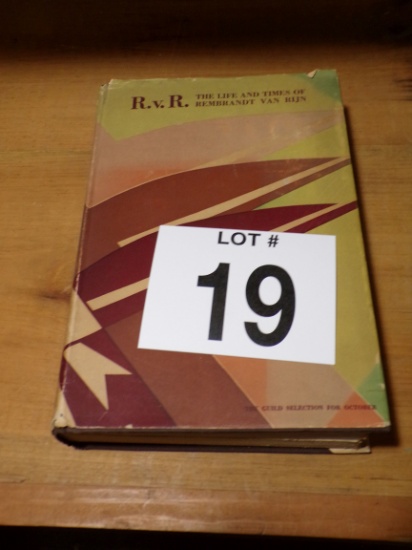 R.v.R. THE LIFE AND TIMES OF
REMBRANDT VAN RIJN
LOT #
19
THE GUILD SELECTION FOR OCTOBER